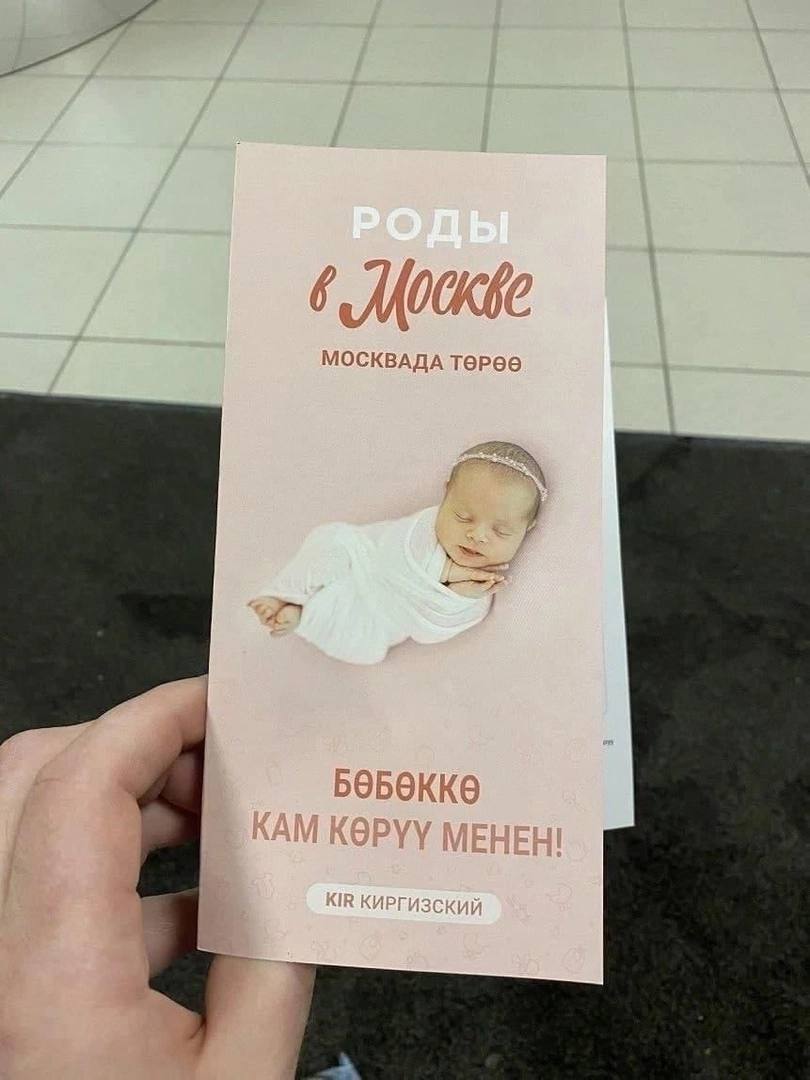 РОДЫ
в Москве
МОСКВАДА ТӨРӨӨ
БӨБӨККӨ
КАМ КӨРҮҮ МЕНЕН!
KIR КИРГИЗСКИЙ